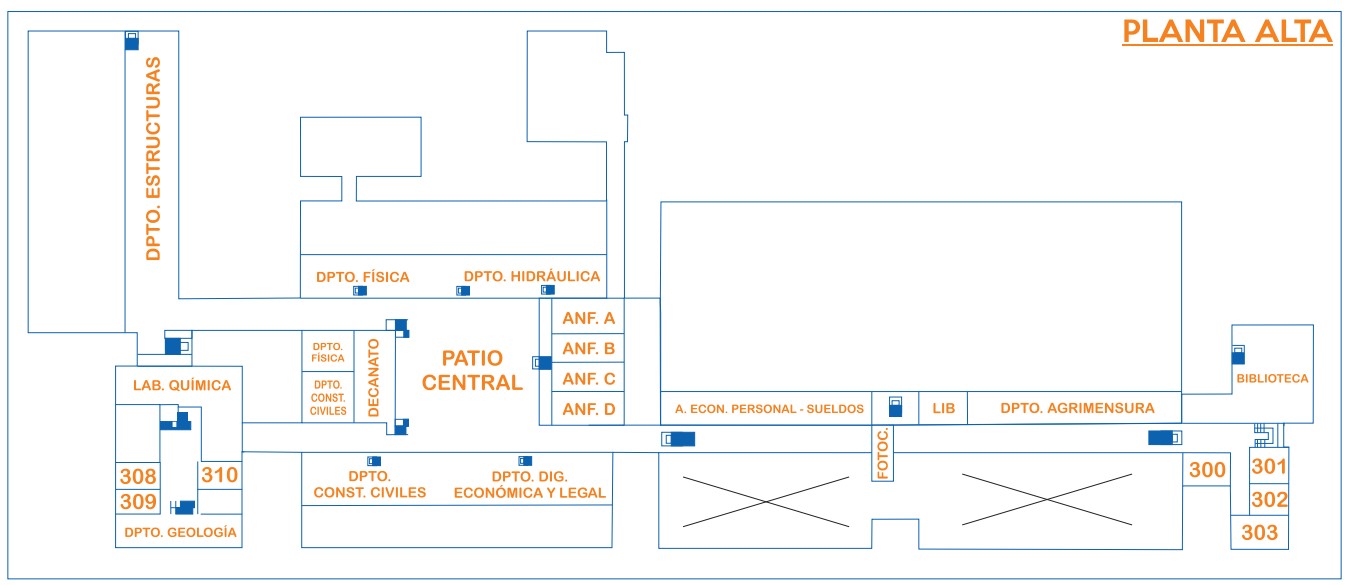 PLANTA ALTA
DPTO. ESTRUCTURAS
DPTO. FÍSICA
DPTO. HIDRÁULICA
ANF. A
ANF. B
ANF. C
ANF. D
PATIO
CENTRAL
DPTO.
FÍSICA
DPTO.
CONST.
CIVILES
DECANATO
LAB. QUÍMICA
308
309
310
DPTO. GEOLOGÍA
DPTO.
CONST. CIVILES
DPTO. DIG.
ECONÓMICA Y LEGAL
A. ECON. PERSONAL - SUELDOS
LIB
DPTO. AGRIMENSURA
FOTOC.
BIBLIOTECA
300
301
302
303